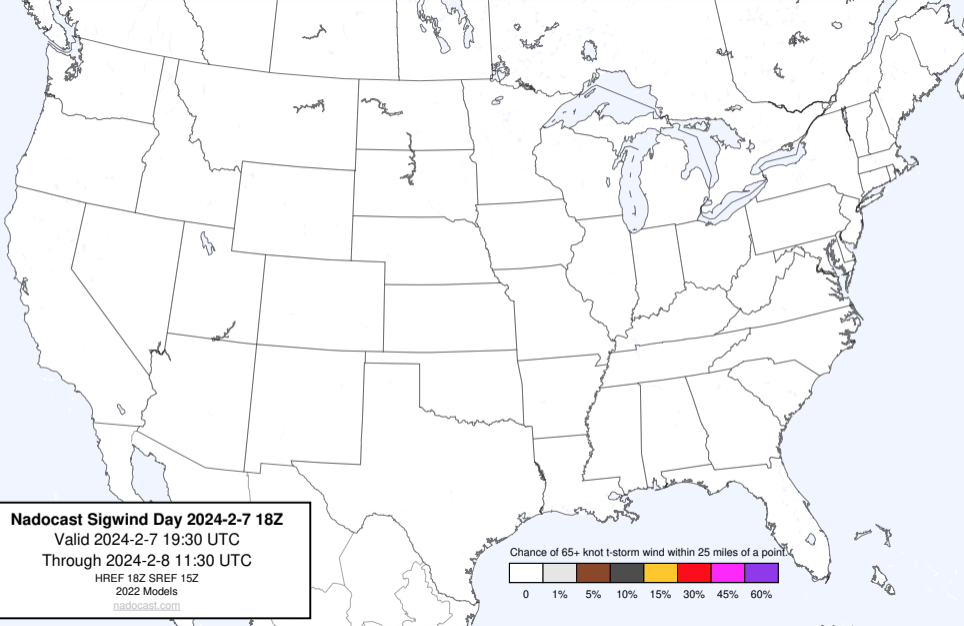 Nadocast Sigwind Day 2024-2-7 18Z
Valid 2024-2-7 19:30 UTC
Through 2024-2-8 11:30 UTC
HREF 18Z SREF 15Z
2022 Models
nadocast.com
Chance of 65+ knot t-storm wind within 25 miles of a point.
0 1% 5% 10% 15% 30% 45% 60%